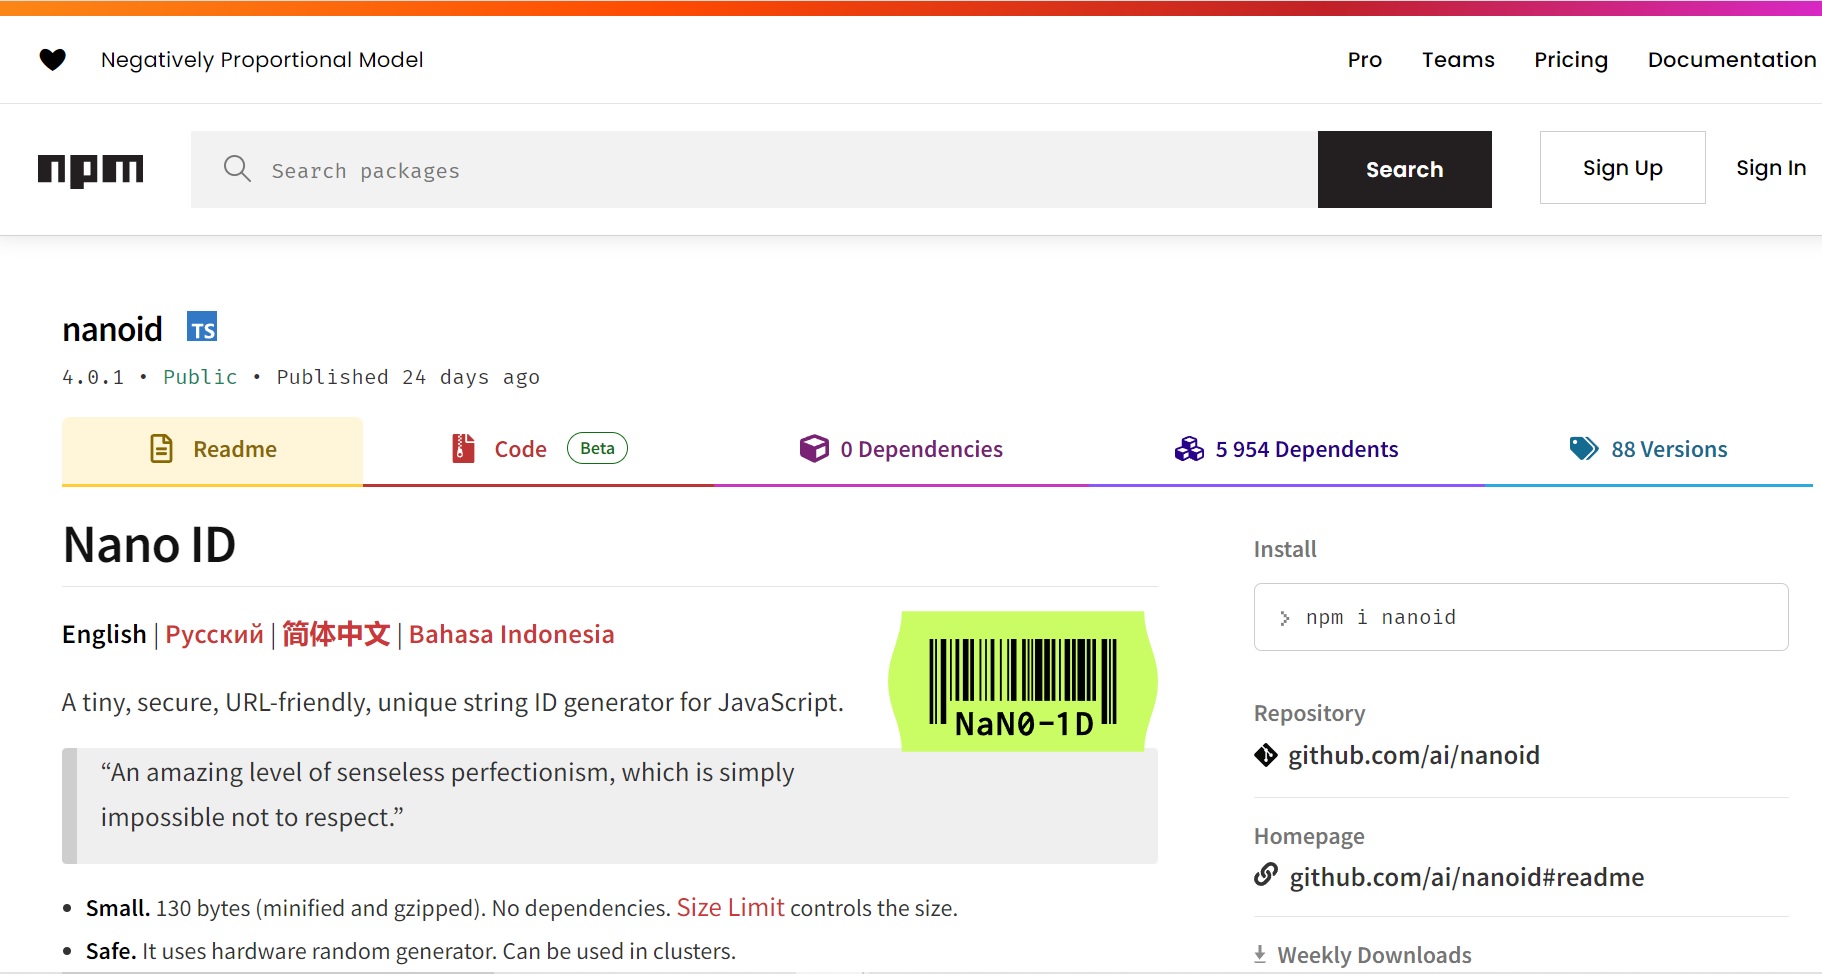 Negatively Proportional Model
Pro Teams Pricing Documentation
npm
Search packages
Search
Sign Up
Sign In
nanoid TS
4.0.1 • Public • Published 24 days ago
Readme
Code Beta
0 Dependencies
5 954 Dependents
88 Versions
Nano ID
English | Русский | 简体中文 | Bahasa Indonesia
A tiny, secure, URL-friendly, unique string ID generator for JavaScript.
NaN0-1D
“An amazing level of senseless perfectionism, which is simply
impossible not to respect.”
• Small. 130 bytes (minified and gzipped). No dependencies. Size Limit controls the size.
• Safe. It uses hardware random generator. Can be used in clusters.
Install
npm i nanoid
Repository
github.com/ai/nanoid
Homepage
github.com/ai/nanoid#readme
Weekly Downloads